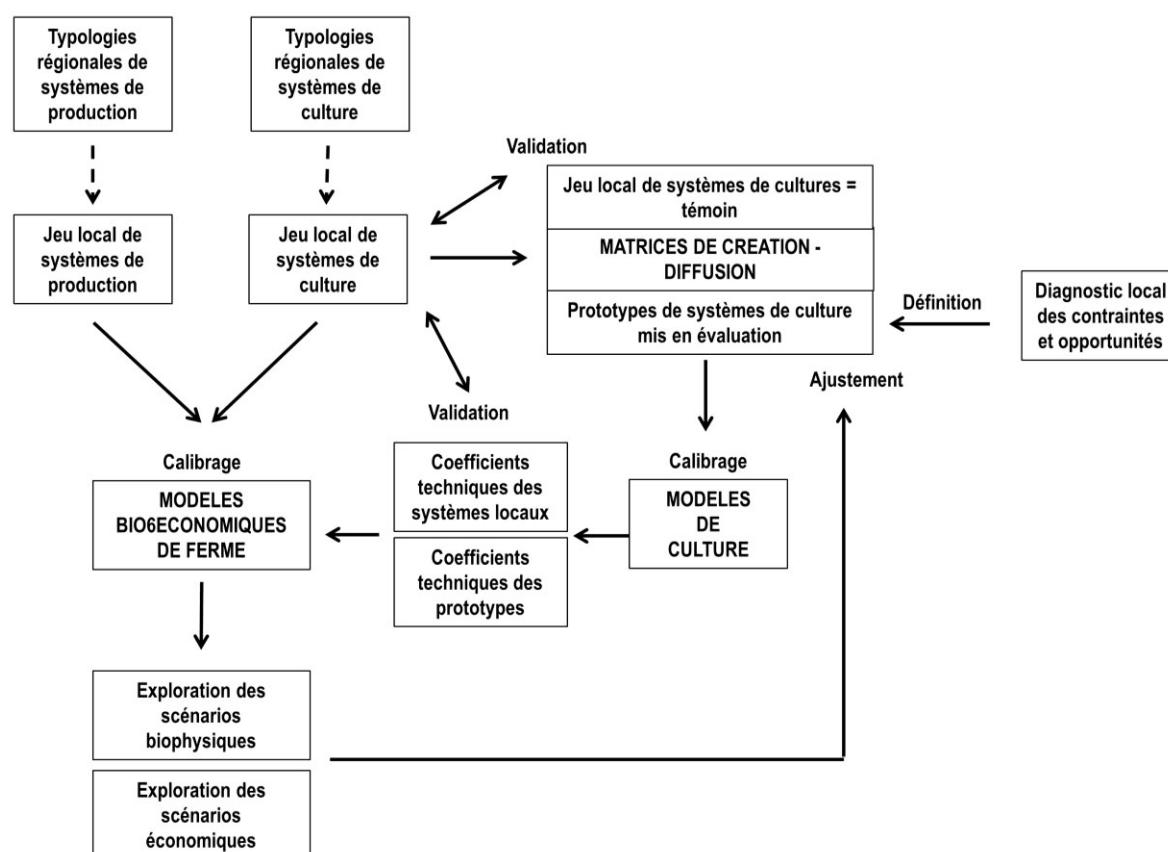 Typologies
régionales de
systèmes de
production
Typologies
régionales de
systèmes de
culture
Validation
Jeu local de systèmes de cultures =
témoin
MATRICES DE CREATION -
DIFFUSION
Prototypes de systèmes de culture
mis en évaluation
Jeu local de
systèmes de
production
Jeu local de
systèmes de
culture
Définition
Diagnostic local
des contraintes
et opportunités
Ajustement
Validation
Calibrage
MODELES
BIO6ECONOMIQUES
DE FERME
Coefficients
techniques des
systèmes locaux
Coefficients
techniques des
prototypes
Calibrage
MODELES
DE
CULTURE
Exploration des
scénarios
biophysiques
Exploration des
scénarios
économiques